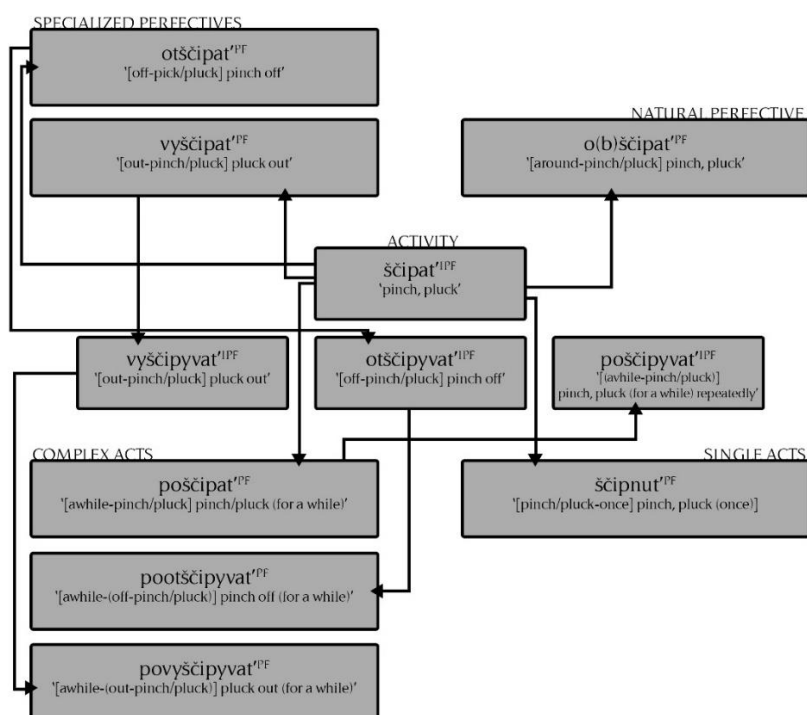 SPECIALIZED PERFECTIVES
otščipat'PF
'[off-pick/pluck] pinch off'
NATURAL PERFECTIVE
vyščipat'PF
'[out-pinch/pluck] pluck out'
o(b)ščipat'PF
'[around-pinch/pluck] pinch, pluck'
ACTIVITY
ščipat'IPF
'pinch, pluck'
vyščipyvat'IPF
'[out-pinch/pluck] pluck out'
otščipyvat'IPF
'[off-pinch/pluck] pinch off'
poščipyvat'IPF
'[(avhile-pinch/pluck)]
pinch, pluck (for a while) repeatedly'
COMPLEX ACTS
poščipat'PF
'[awhile-pinch/pluck] pinch/pluck (for a while)'
SINGLE ACTS
ščipnut'PF
'[pinch/pluck-once] pinch, pluck (once)]
pootščipyvat'PF
'[awhile-(off-pinch/pluck)] pinch off (for a while)'
povyščipyvat'PF
'[awhile-(out-pinch/pluck)] pluck out (for a while)'